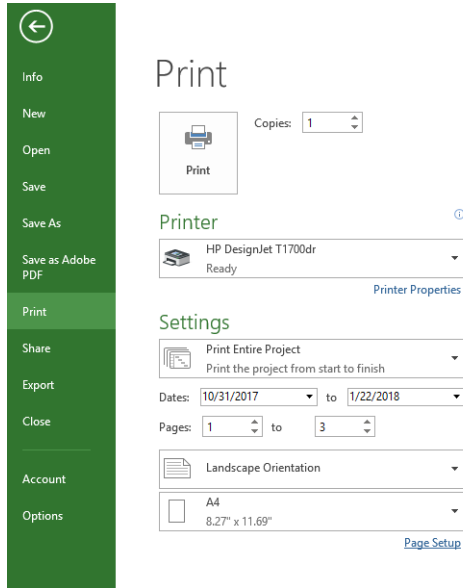 Info
New
Open
Save
Save As
Save as Adobe
PDF
Print
Share
Export
Close
Account
Options
Print
Print
Copies: 1
Printer
HP DesignJet T1700dr
Ready
Printer Properties
Settings
Print Entire Project
Print the project from start to finish
Dates: 10/31/2017 to 1/22/2018
Pages: 1 to 3
Landscape Orientation
A4
8.27" x 11.69"
Page Setup